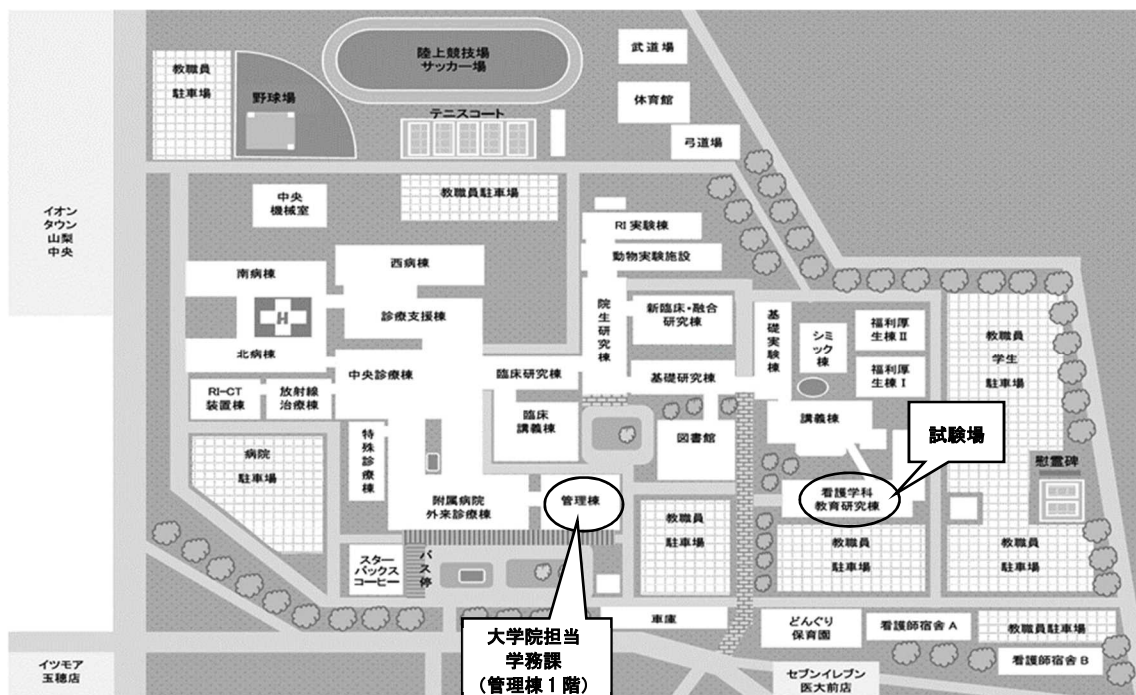 陸上競技場
サッカー場
武道場
教職員
駐車場
野球場
体育館
テニスコート
弓道場
教職員駐車場
中央
機械室
イオン
タウン
山梨
中央
RI 実験棟
動物実験施設
西病棟
南病棟
H
診療支援棟
院生研究棟
新臨床・融合
研究棟
基礎実験棟
シミック棟
福利厚
生棟Ⅱ
教職員
学生
駐車場
北病棟
中央診療棟
臨床研究棟
基礎研究棟
福利厚
生棟Ⅰ
RI-CT
装置棟
放射線
治療棟
臨床
講義棟
講義棟
図書館
試験場
特殊診療棟
病院
駐車場
慰霊碑
附属病院
外来診療棟
管理棟
看護学科
教育研究棟
教職員
駐車場
教職員
駐車場
教職員
駐車場
スター
バックス
コーヒー
バス停
大学院担当
学務課
（管理棟１階）
車庫
どんぐり
保育園
看護師宿舎 A
教職員駐車場
看護師宿舎 B
イツモア
玉穂店
セブンイレブン
医大前店